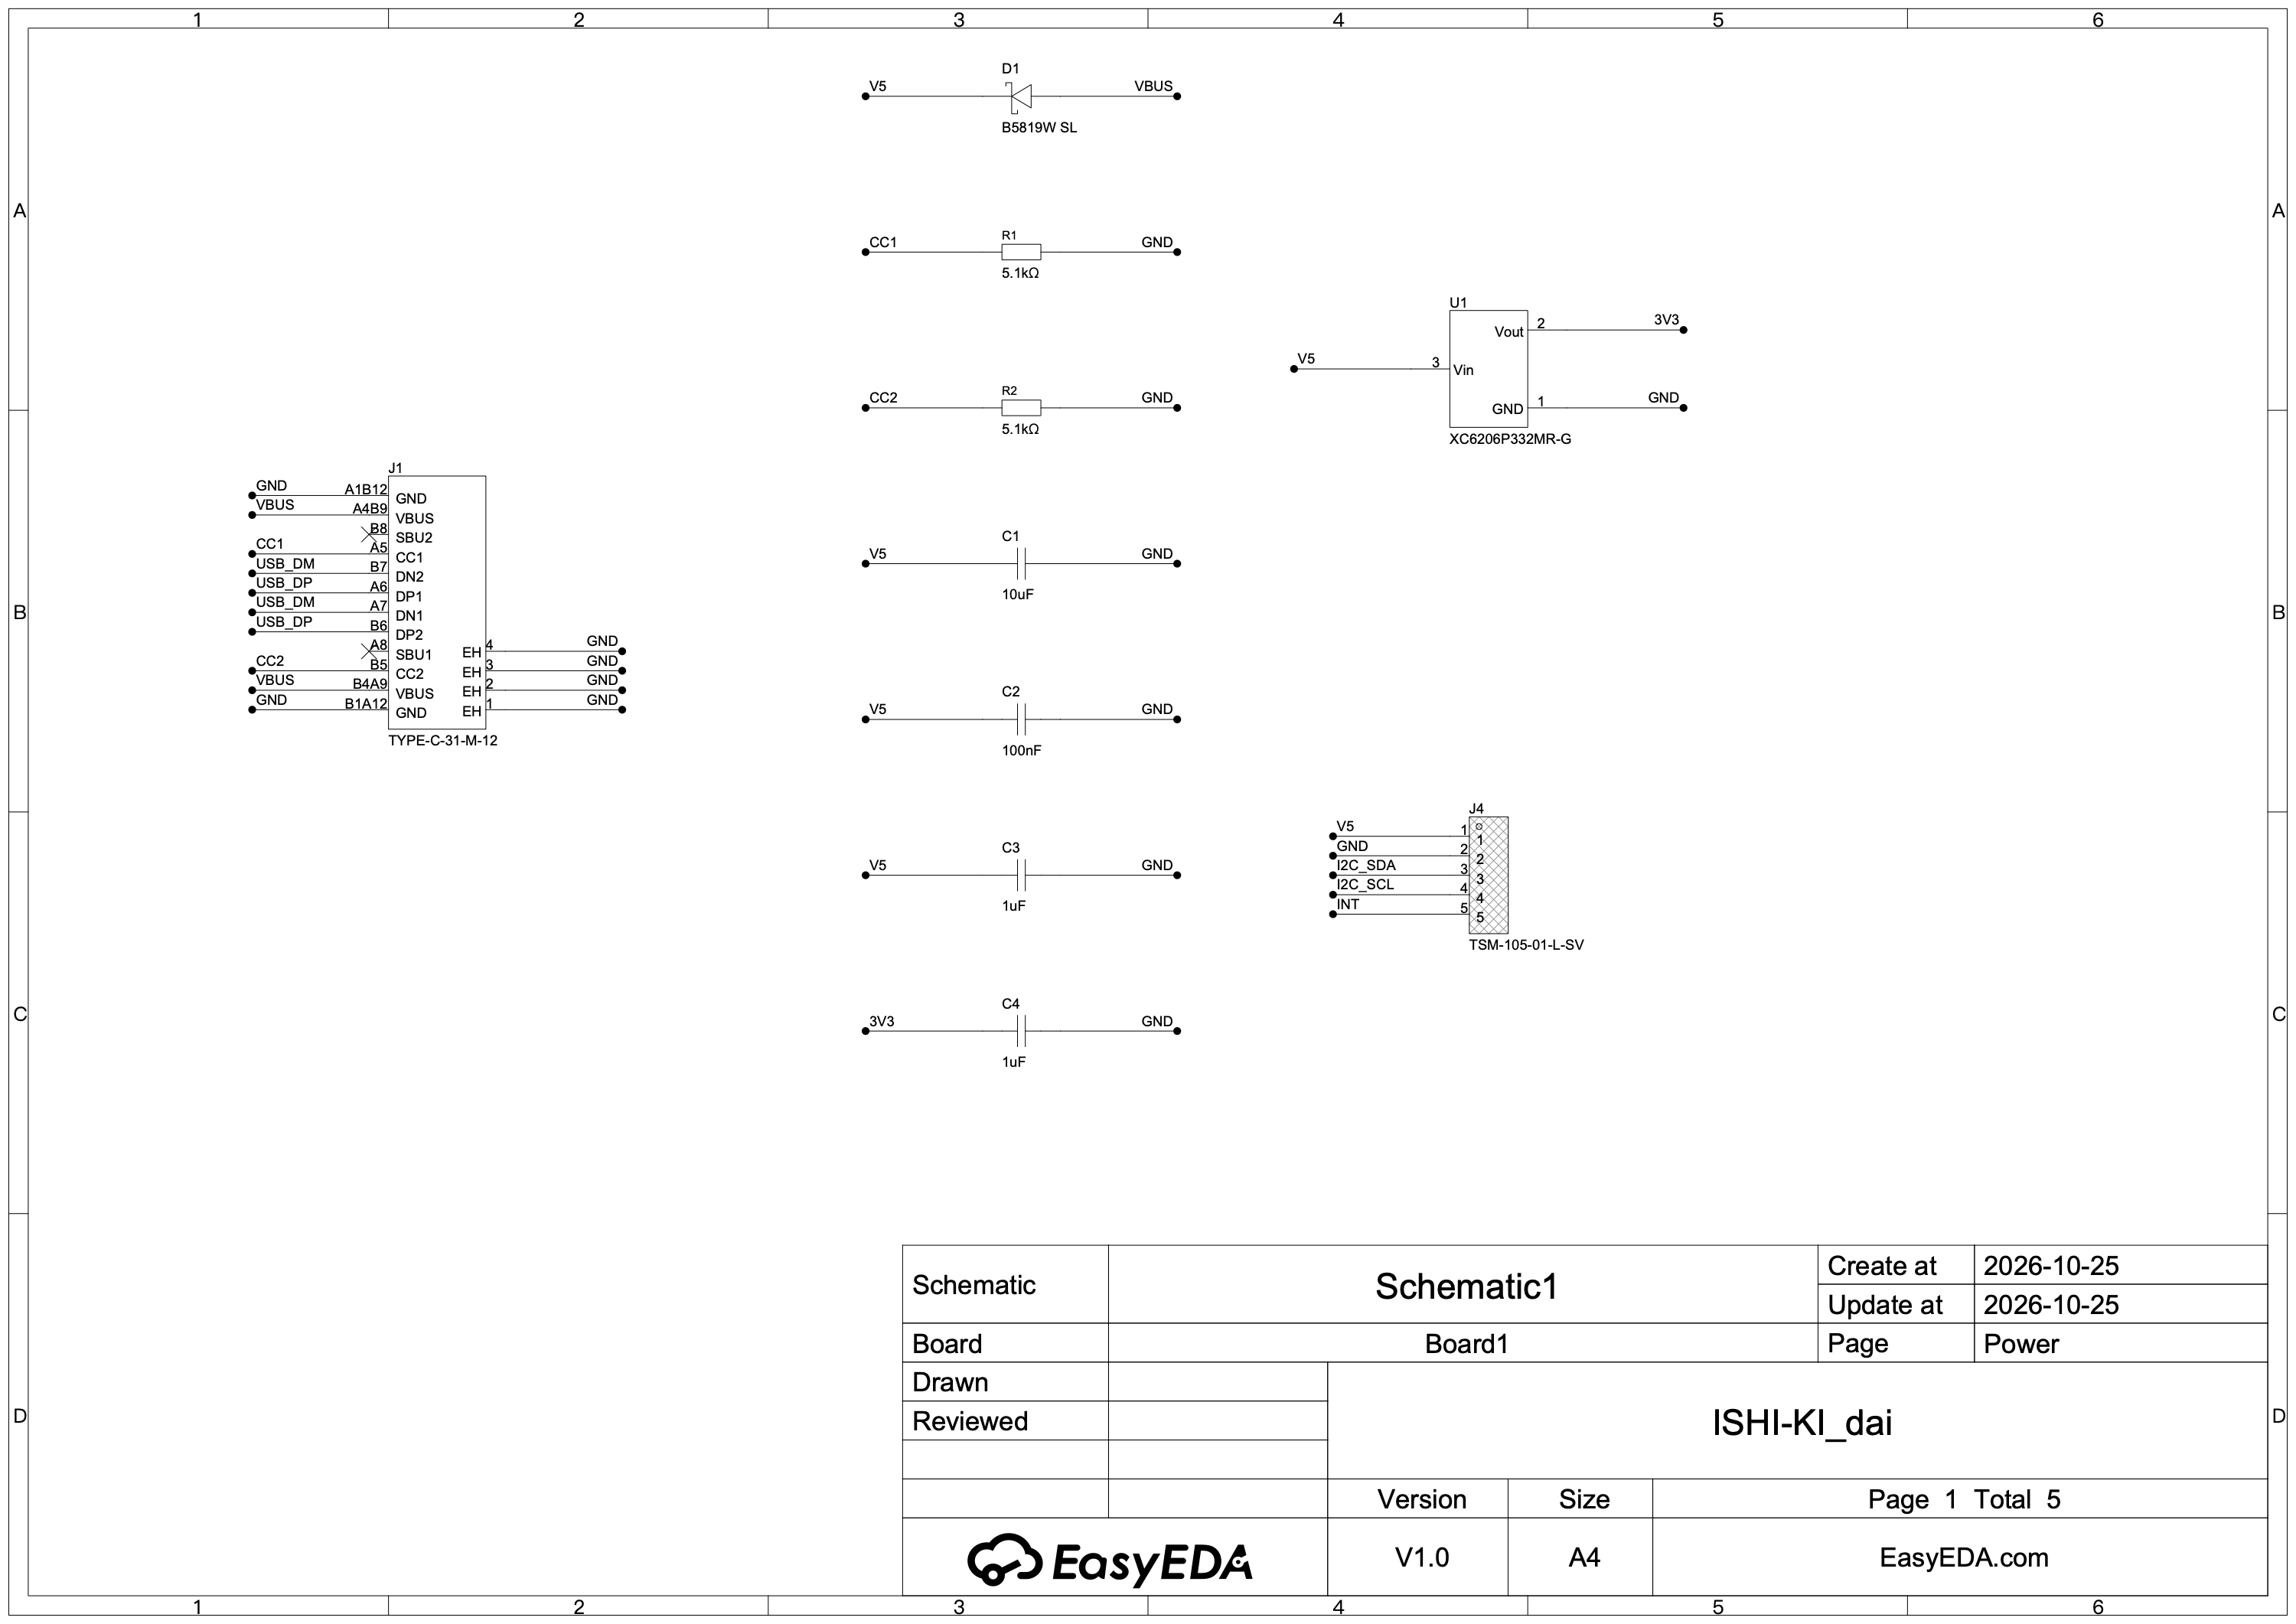 1 2 3 4 5 6
A A
B B
C C
D D
D1
V5 VBUS
B5819W SL
R1
CC1 GND
5.1kΩ
R2
CC2 GND
5.1kΩ
C1
V5 GND
10uF
C2
V5 GND
100nF
C3
V5 GND
1uF
C4
3V3 GND
1uF
J1
GND A1B12 GND
VBUS A4B9 VBUS
B8 SBU2
CC1 A5 CC1
USB_DM B7 DN2
USB_DP A6 DP1
USB_DM A7 DN1
USB_DP B6 DP2
A8 SBU1 EH 4 GND
CC2 B5 CC2 EH 3 GND
VBUS B4A9 VBUS EH 2 GND
GND B1A12 GND EH 1 GND
TYPE-C-31-M-12
U1
Vout 2 3V3
V5 3 Vin
GND 1 GND
XC6206P332MR-G
J4
V5 1 1
GND 2 2
I2C_SDA 3 3
I2C_SCL 4 4
INT 5 5
TSM-105-01-L-SV
Schematic Schematic1 Create at 2026-10-25
Update at 2026-10-25
Board Board1 Page Power
Drawn
Reviewed
ISHI-KI_dai
Version Size Page 1 Total 5
EasyEDA V1.0 A4 EasyEDA.com
1 2 3 4 5 6